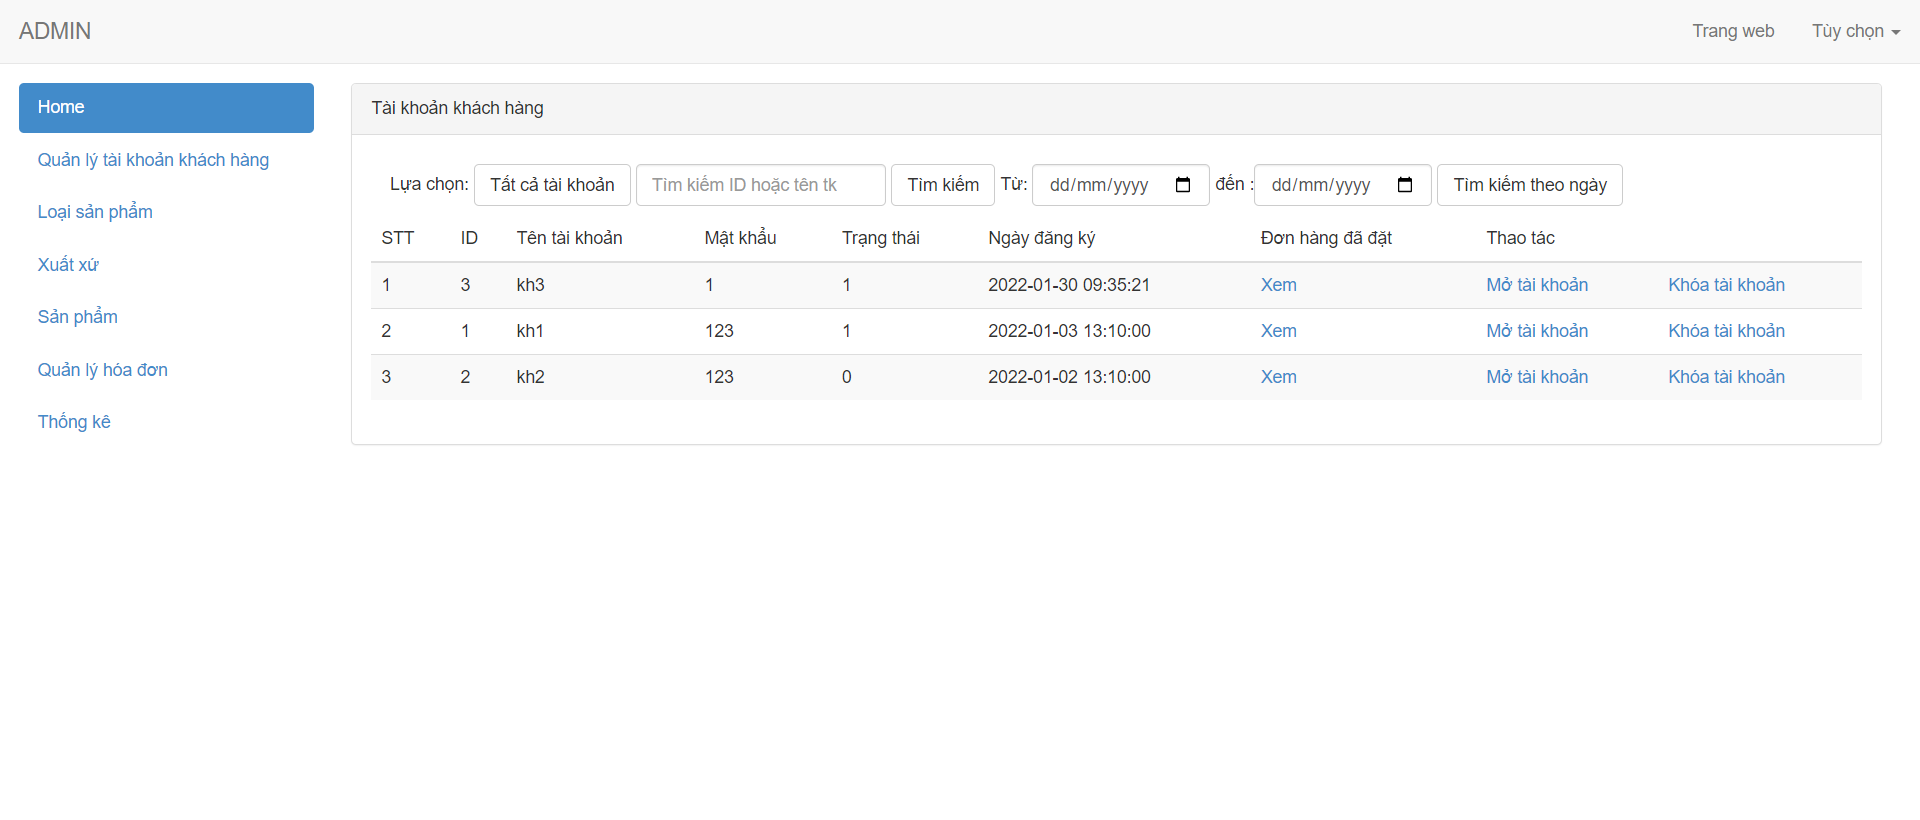 ADMIN Trang web Tùy chọn
Home
Quản lý tài khoản khách hàng
Loại sản phẩm
Xuất xứ
Sản phẩm
Quản lý hóa đơn
Thống kê
Tài khoản khách hàng
Lựa chọn: Tất cả tài khoản Tìm kiếm ID hoặc tên tk Tìm kiếm Từ: dd/mm/yyyy đến : dd/mm/yyyy Tìm kiếm theo ngày
STT ID Tên tài khoản Mật khẩu Trạng thái Ngày đăng ký Đơn hàng đã đặt Thao tác
1 3 kh3 1 1 2022-01-30 09:35:21 Xem Mở tài khoản Khóa tài khoản
2 1 kh1 123 1 2022-01-03 13:10:00 Xem Mở tài khoản Khóa tài khoản
3 2 kh2 123 0 2022-01-02 13:10:00 Xem Mở tài khoản Khóa tài khoản